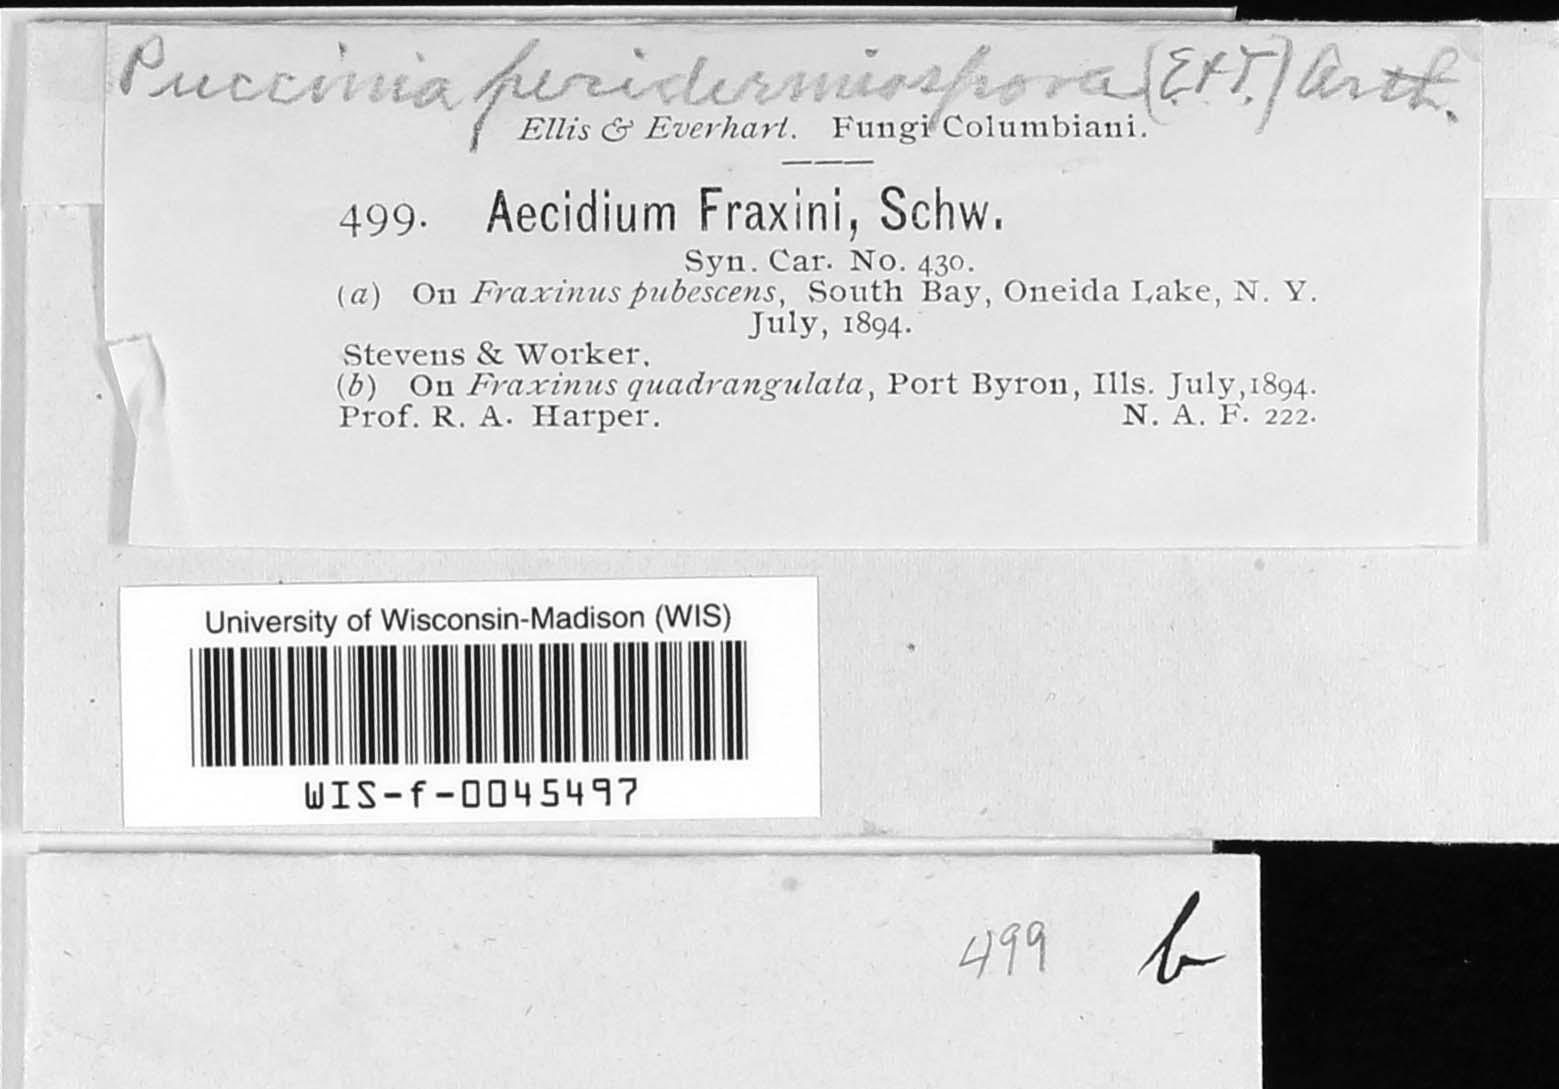 Puccinia peridermiospora (E. & T.) Arth.
Ellis & Everhart. Fungi Columbiani.
499. Aecidium Fraxini, Schw.
Syn. Car. No. 430.
(a) On Fraxinus pubescens, South Bay, Oneida Lake, N. Y.
July, 1894.
Stevens & Worker.
(b) On Fraxinus quadrangulata, Port Byron, Ills. July, 1894.
Prof. R. A. Harper. N. A. F. 222.
University of Wisconsin-Madison (WIS)
WIS-f-0045497
499 b